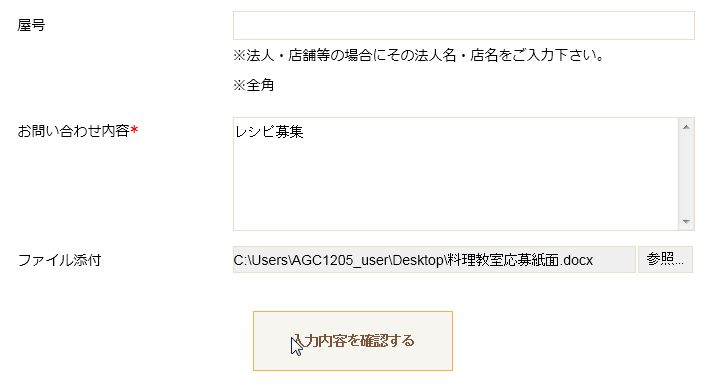 屋号
※法人・店舗等の場合にその法人名・店名をご入力下さい。
※全角
お問い合わせ内容*
レシピ募集
ファイル添付
C:\Users\AGC1205_user\Desktop\料理教室応募紙面.docx
参照...
入力内容を確認する